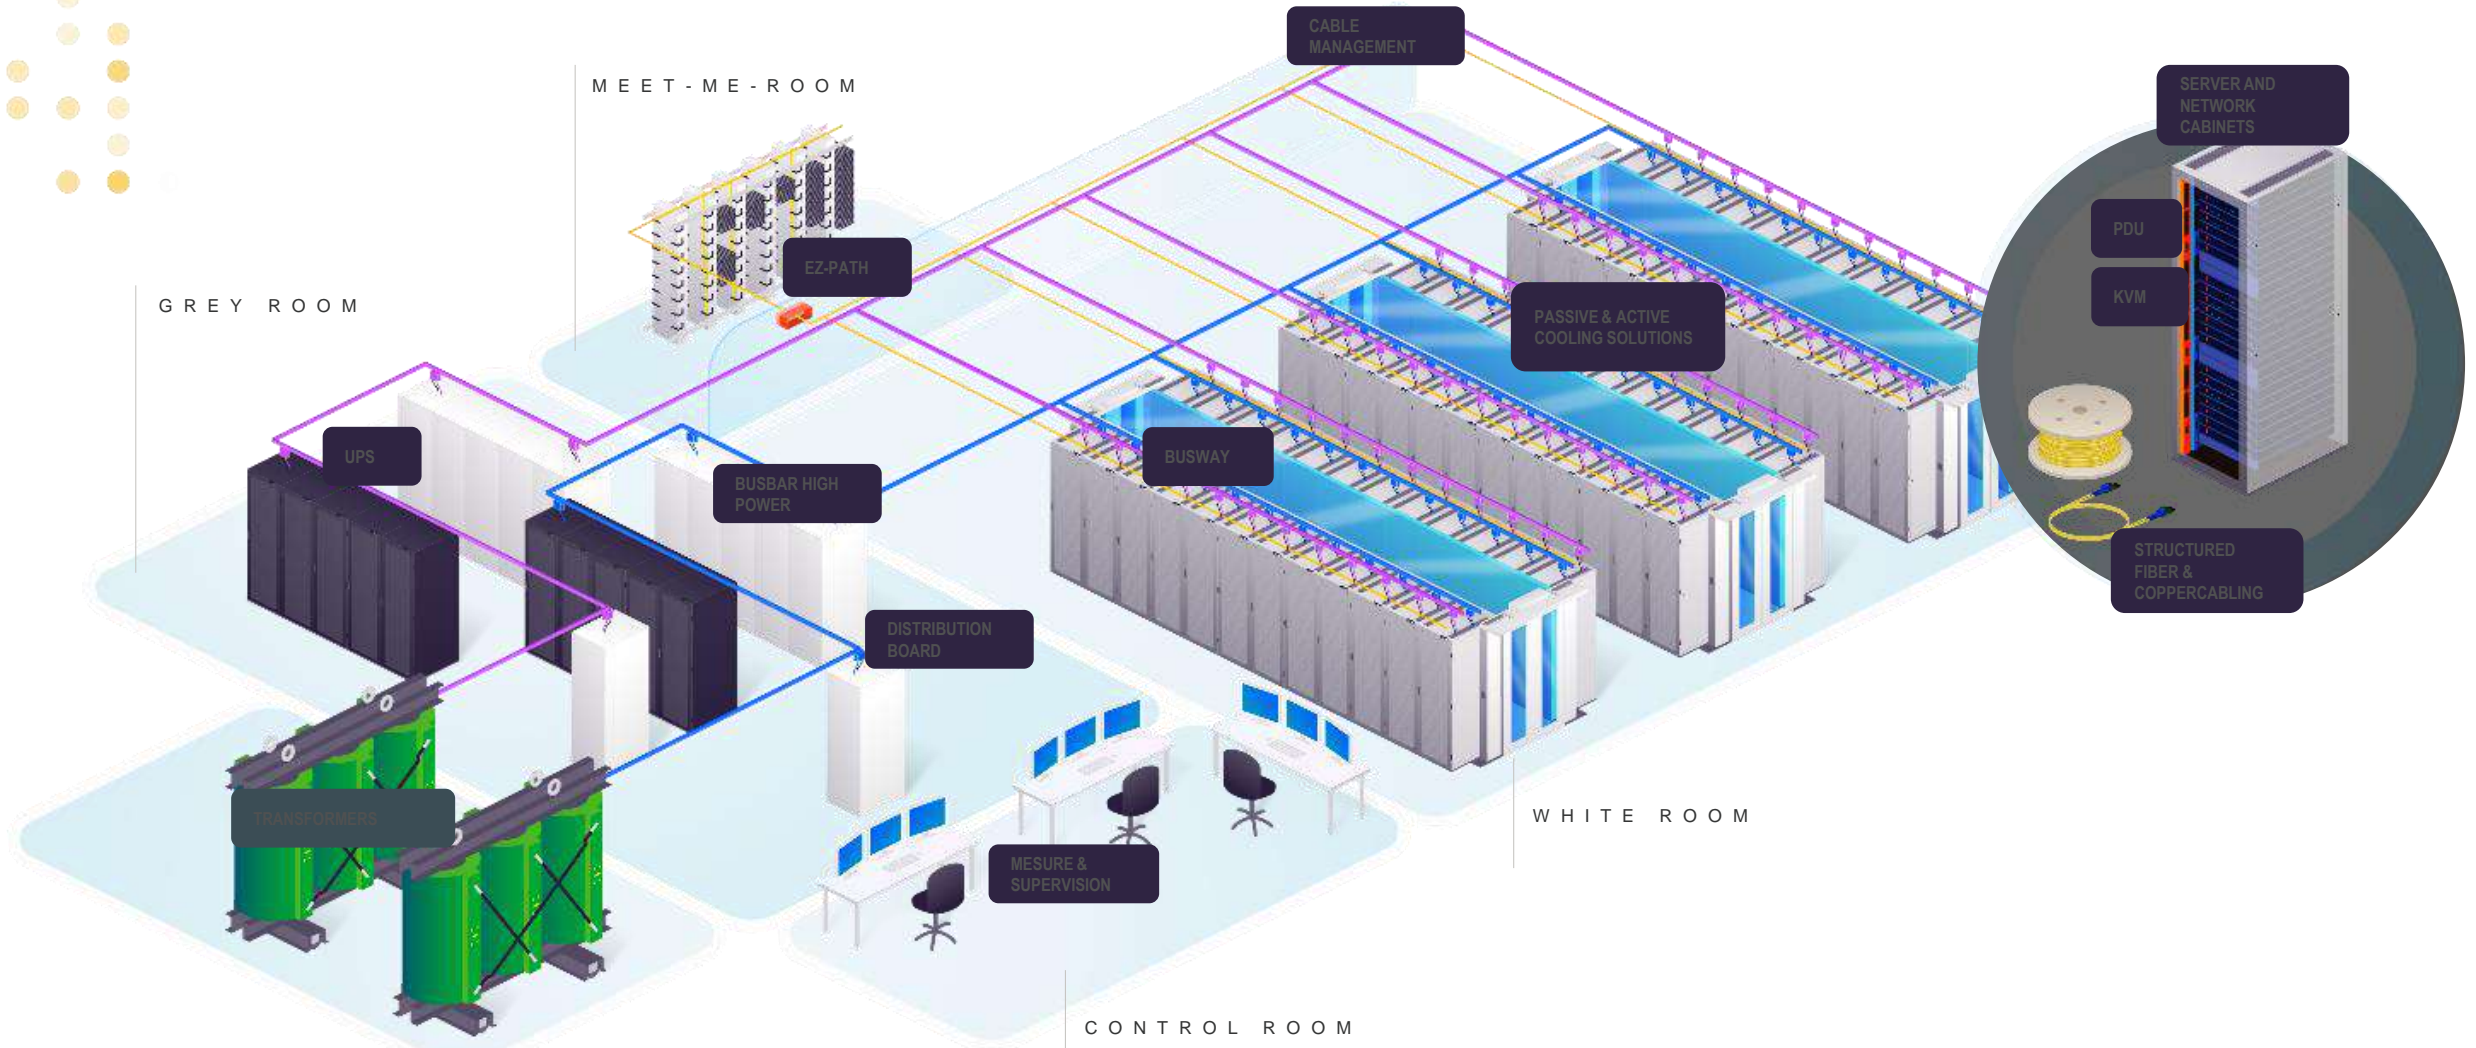 CABLE
MANAGEMENT
MEET-ME-ROOM
SERVER AND
NETWORK
CABINETS
PDU
EZ-PATH
KVM
GREY ROOM
PASSIVE & ACTIVE
COOLING SOLUTIONS
UPS
BUSWAY
BUSBAR HIGH
POWER
STRUCTURED
FIBER &
COPPERCABLING
DISTRIBUTION
BOARD
TRANSFORMERS
WHITE ROOM
MESURE &
SUPERVISION
CONTROL ROOM